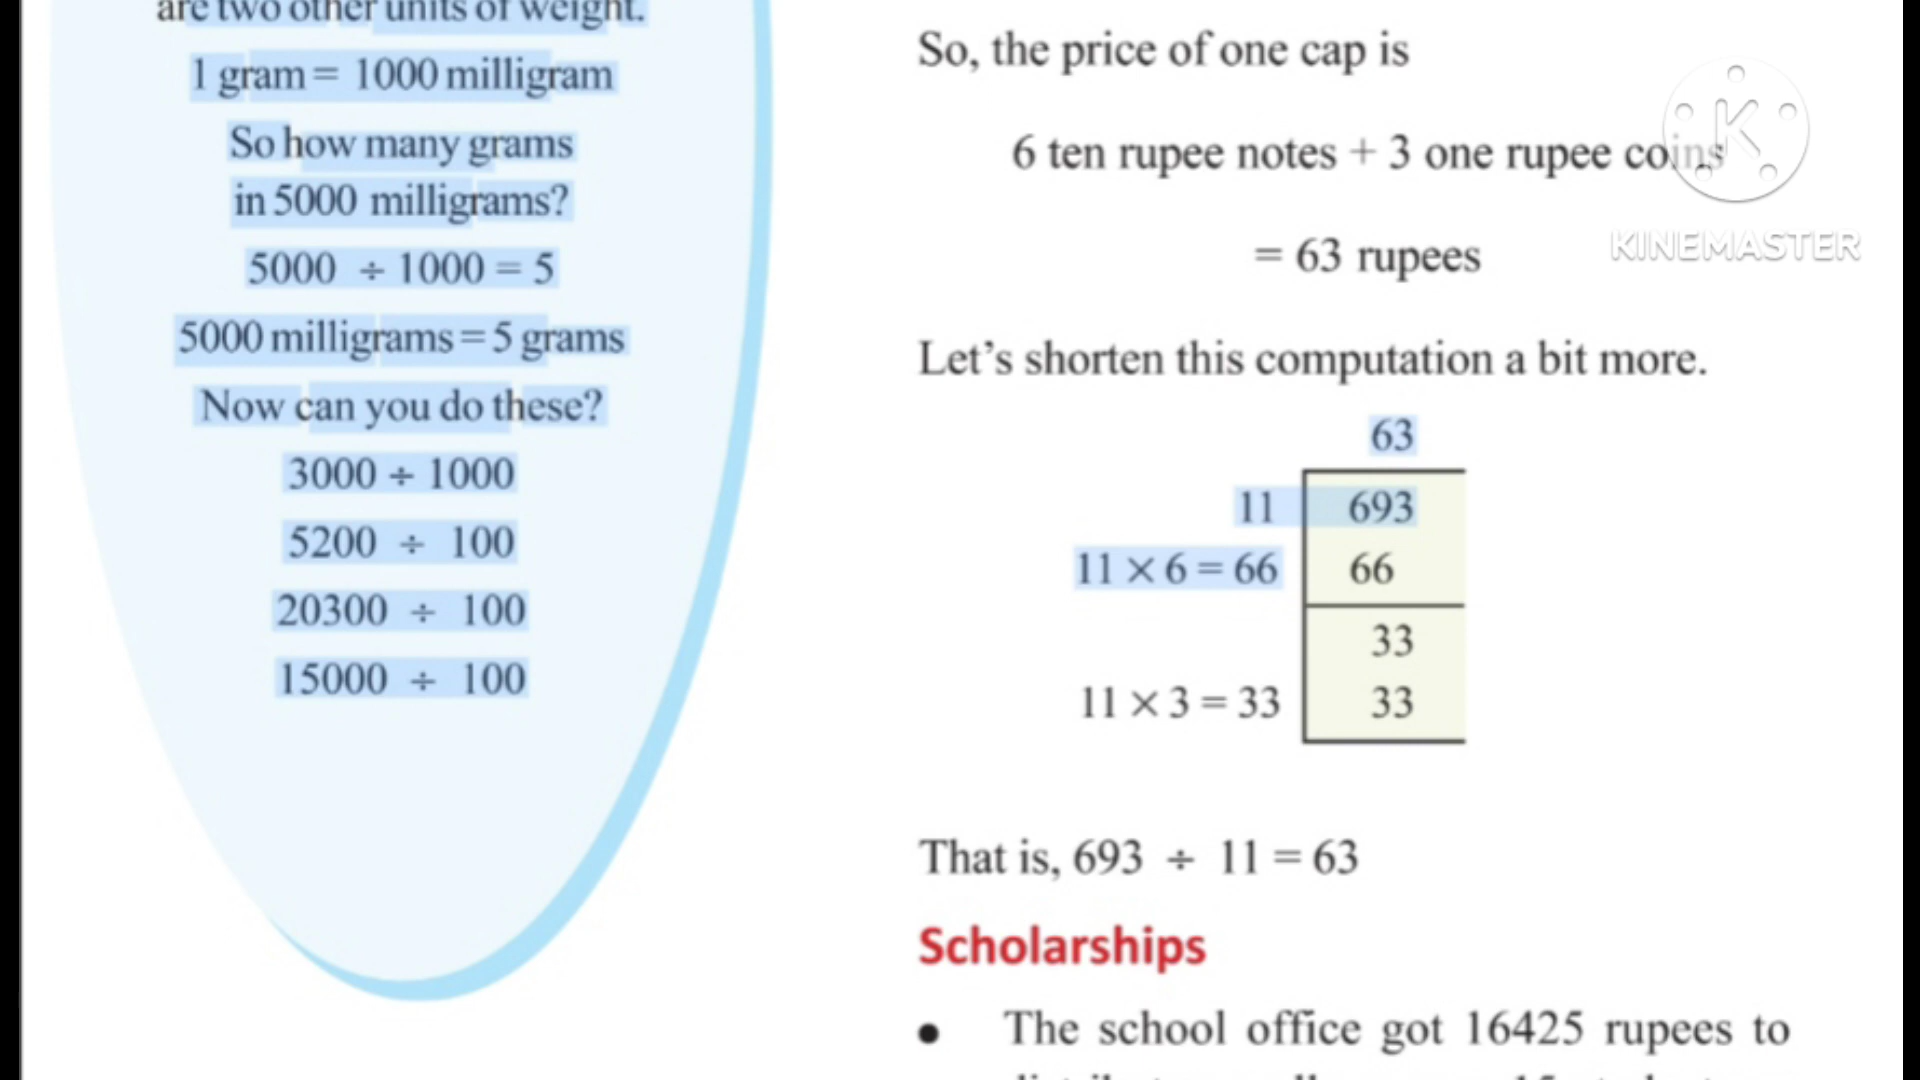 are two other units of weight.
1 gram = 1000 milligram
So how many grams
in 5000 milligrams?
5000 ÷ 1000 = 5
5000 milligrams = 5 grams
Now can you do these?
3000 ÷ 1000
5200 ÷ 100
20300 ÷ 100
15000 ÷ 100
So, the price of one cap is
6 ten rupee notes + 3 one rupee coins
= 63 rupees
Let’s shorten this computation a bit more.
63
11 693
11 × 6 = 66 66
33
11 × 3 = 33 33
That is, 693 ÷ 11 = 63
Scholarships
● The school office got 16425 rupees to
K
KINEMASTER